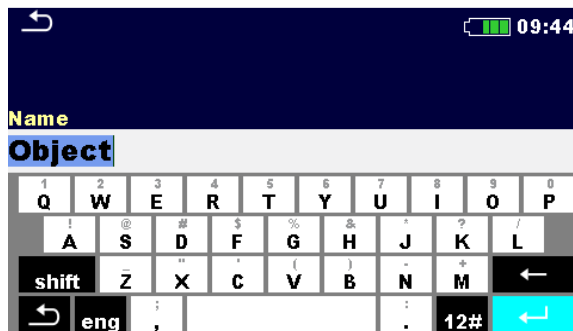 09:44
Name
Object
1 2 3 4 5 6 7 8 9 0
Q W E R T Y U I O P
! @ # $ % & * ? /
A S D F G H J K L
_ " ' ( ) - +
shift Z X C V B N M
; :
eng , . 12#